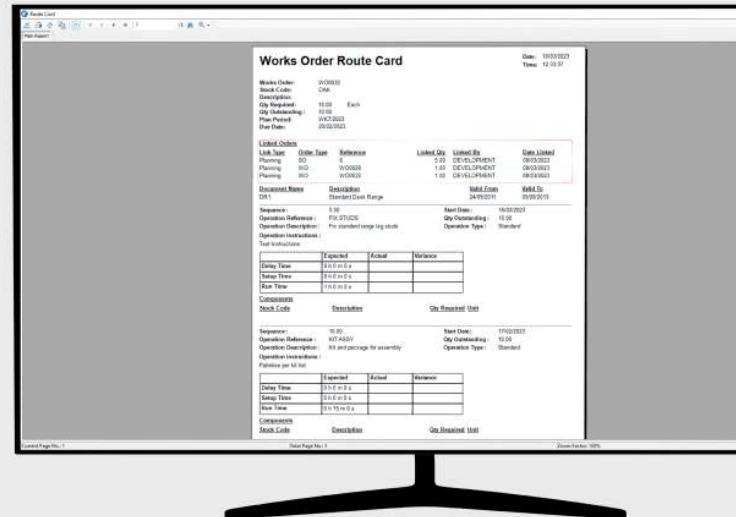 Route Card
Main Report
Works Order Route Card
Date: 10/03/2023
Time: 12:33:37
Works Order:
Stock Code: OAK
Description:
Qty Required: 10.00 Each
Qty Outstanding: 10.00
Plan Period: WK7/2023
Due Date: 20/02/2023
Linked Orders
Link Type Order Type Reference Linked Qty Linked By Date Linked
Planning SO 6 5.00 DEVELOPMENT 08/03/2023
Planning WO 1.00 DEVELOPMENT 08/03/2023
Planning WO 1.00 DEVELOPMENT 08/03/2023
Document Name Description Valid From Valid To
DR1 Standard Desk Range 24/09/2011
Sequence: 5.00 Start Date: 16/02/2023
Operation Reference: FIX STUDS Qty Outstanding: 10.00
Operation Description: For standard range leg studs Operation Type: Standard
Operation Instructions:
Test Instructions
Expected Actual Variance
Delay Time 0 h 0 m 0 s
Setup Time 0 h 0 m 0 s
Run Time 1 h 0 m 0 s
Components
Stock Code Description Qty Required Unit
Sequence: 10.00 Start Date: 17/02/2023
Operation Reference: KIT ASSY Qty Outstanding: 10.00
Operation Description: Kit and package for assembly Operation Type: Standard
Operation Instructions:
Palletise per kit list
Expected Actual Variance
Delay Time 0 h 0 m 0 s
Setup Time 0 h 0 m 0 s
Run Time 0 h 15 m 0 s
Components
Stock Code Description Qty Required Unit
Current Page No.: 1 Total Page No.: 1 Zoom Factor: 100%